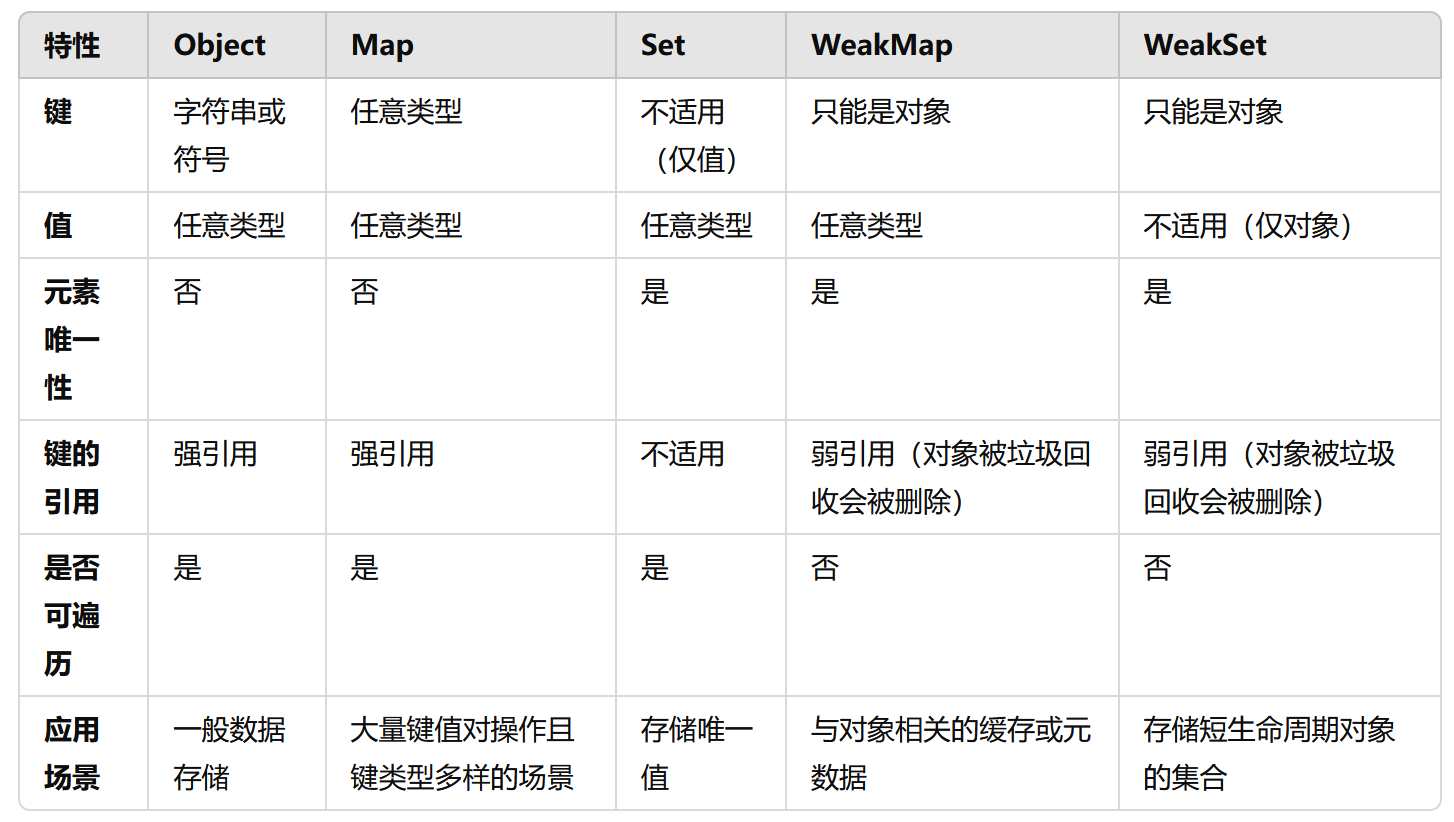 特性 Object Map Set WeakMap WeakSet
键 字符串或 任意类型 不适用 只能是对象 只能是对象
符号 （仅值）
值 任意类型 任意类型 任意类型 任意类型 不适用（仅对象）
元素 否 否 是 是 是
唯一
性
键的 强引用 强引用 不适用 弱引用（对象被垃圾回 弱引用（对象被垃圾
引用 收会被删除） 回收会被删除）
是否 是 是 是 否 否
可遍
历
应用 一般数据 大量键值对操作且 存储唯一 与对象相关的缓存或元 存储短生命周期对象
场景 存储 键类型多样的场景 值 数据 的集合